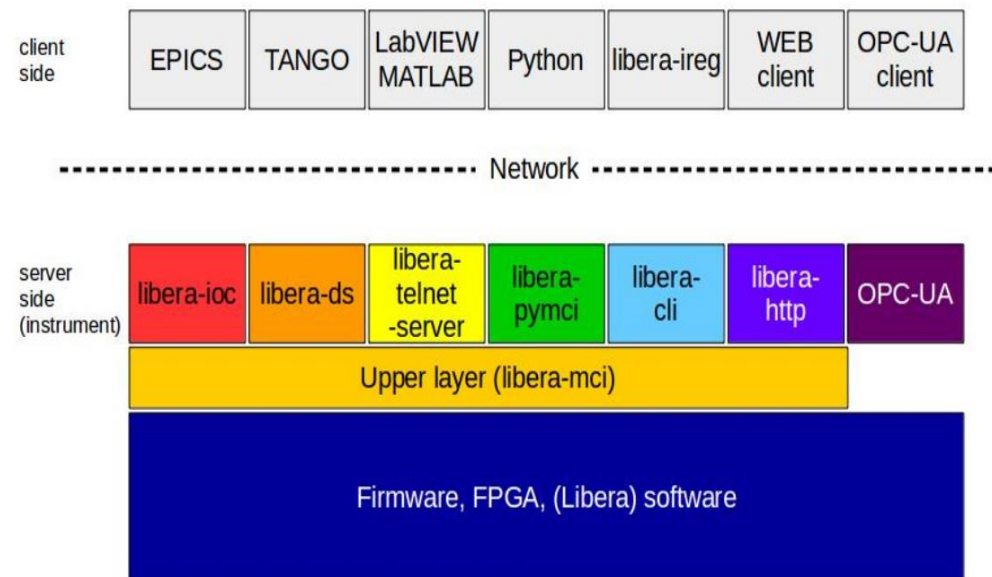 client
side
EPICS
TANGO
LabVIEW
MATLAB
Python
libera-ireg
WEB
client
OPC-UA
client
Network
server
side
(instrument)
libera-ioc
libera-ds
libera-
telnet
-server
libera-
pymci
libera-
cli
libera-
http
OPC-UA
Upper layer (libera-mci)
Firmware, FPGA, (Libera) software